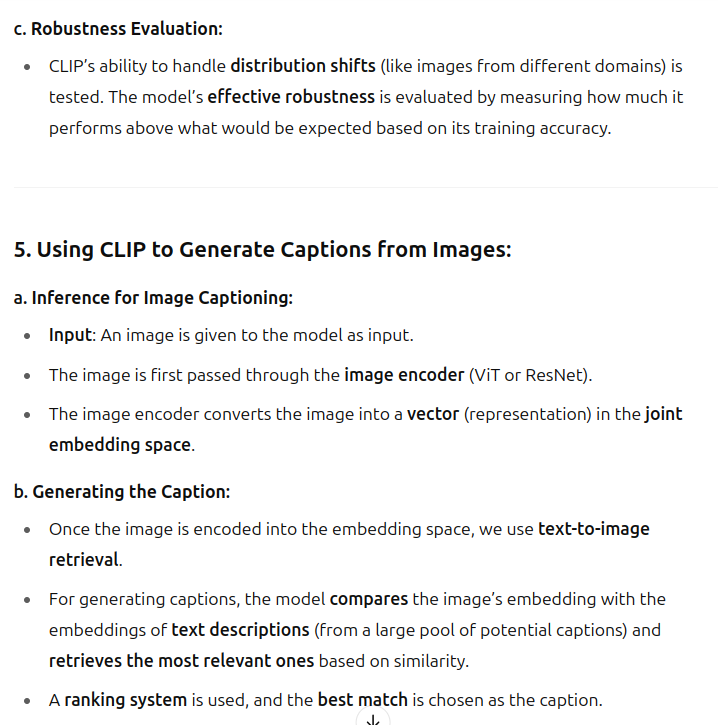 c. Robustness Evaluation:
• CLIP’s ability to handle distribution shifts (like images from different domains) is
tested. The model’s effective robustness is evaluated by measuring how much it
performs above what would be expected based on its training accuracy.
5. Using CLIP to Generate Captions from Images:
a. Inference for Image Captioning:
• Input: An image is given to the model as input.
• The image is first passed through the image encoder (ViT or ResNet).
• The image encoder converts the image into a vector (representation) in the joint
embedding space.
b. Generating the Caption:
• Once the image is encoded into the embedding space, we use text-to-image
retrieval.
• For generating captions, the model compares the image’s embedding with the
embeddings of text descriptions (from a large pool of potential captions) and
retrieves the most relevant ones based on similarity.
• A ranking system is used, and the best match is chosen as the caption.